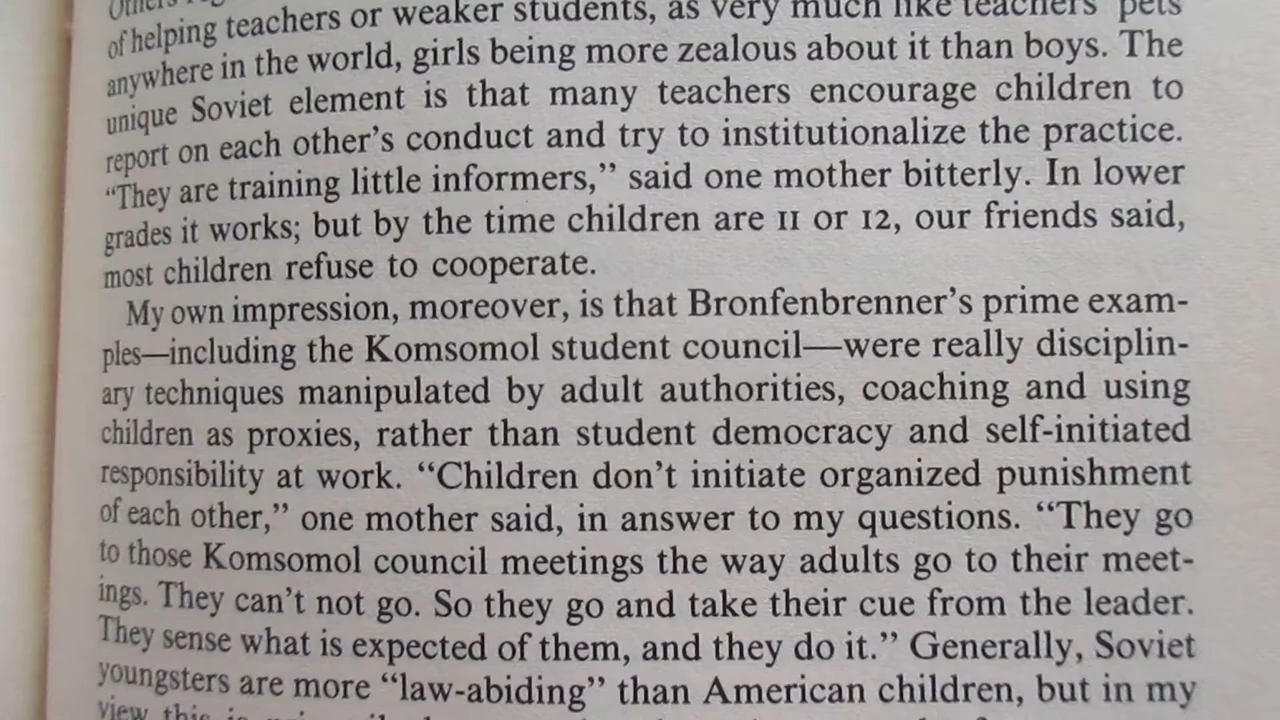 Others
of helping teachers or weaker students, as very much like teachers' pets
anywhere in the world, girls being more zealous about it than boys. The
unique Soviet element is that many teachers encourage children to
report on each other's conduct and try to institutionalize the practice.
“They are training little informers,” said one mother bitterly. In lower
grades it works; but by the time children are 11 or 12, our friends said,
most children refuse to cooperate.
My own impression, moreover, is that Bronfenbrenner's prime exam-
ples—including the Komsomol student council—were really disciplin-
ary techniques manipulated by adult authorities, coaching and using
children as proxies, rather than student democracy and self-initiated
responsibility at work. “Children don't initiate organized punishment
of each other,” one mother said, in answer to my questions. “They go
to those Komsomol council meetings the way adults go to their meet-
ings. They can't not go. So they go and take their cue from the leader.
They sense what is expected of them, and they do it.” Generally, Soviet
youngsters are more “law-abiding” than American children, but in my
view this is